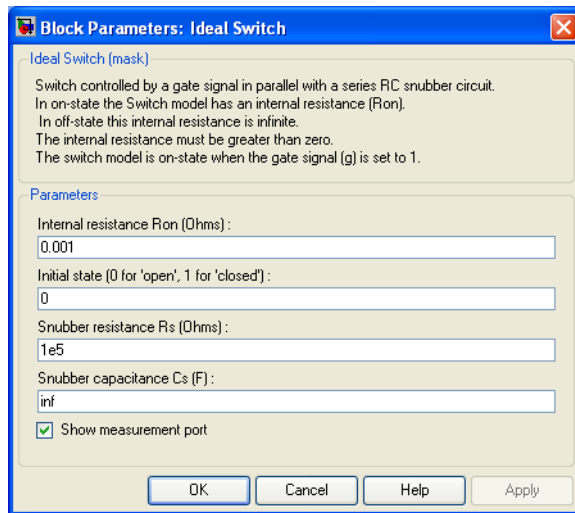 Block Parameters: Ideal Switch
Ideal Switch (mask)
Switch controlled by a gate signal in parallel with a series RC snubber circuit.
In on-state the Switch model has an internal resistance (Ron).
In off-state this internal resistance is infinite.
The internal resistance must be greater than zero.
The switch model is on-state when the gate signal (g) is set to 1.
Parameters
Internal resistance Ron (Ohms) :
0.001
Initial state (0 for 'open', 1 for 'closed') :
0
Snubber resistance Rs (Ohms) :
1e5
Snubber capacitance Cs (F) :
inf
Show measurement port
OK Cancel Help Apply